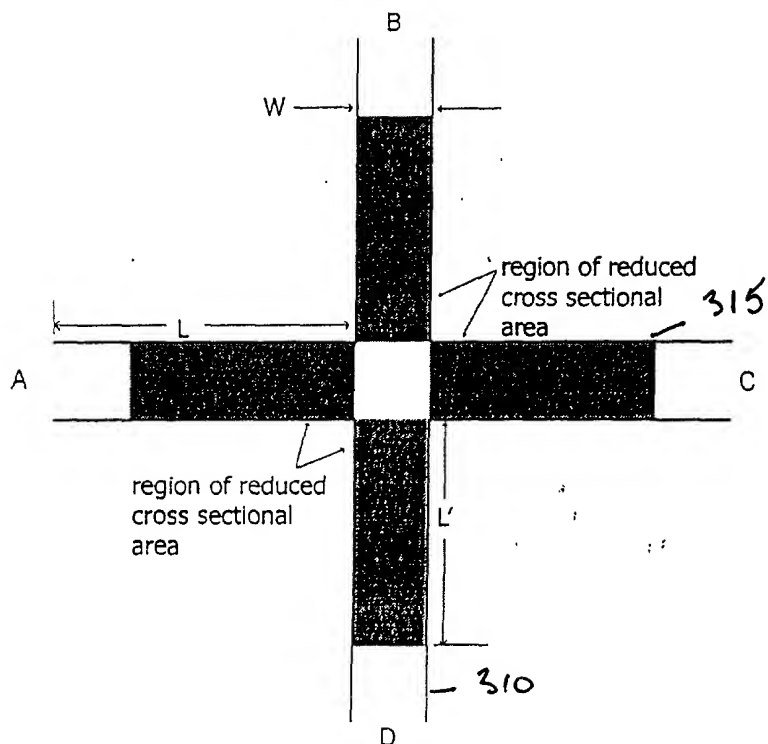 B
W
region of reduced
cross sectional
area
315
L
A
C
region of reduced
cross sectional
area
L'
310
D